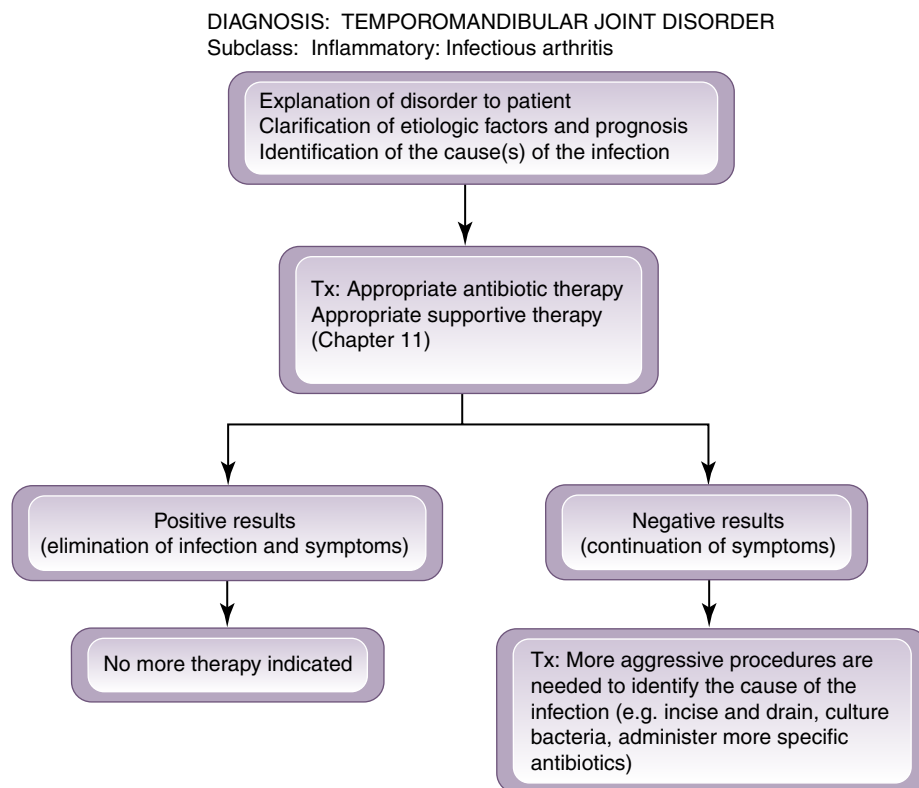 DIAGNOSIS: TEMPOROMANDIBULAR JOINT DISORDER
Subclass: Inflammatory: Infectious arthritis
Explanation of disorder to patient
Clarification of etiologic factors and prognosis
Identification of the cause(s) of the infection
Tx: Appropriate antibiotic therapy
Appropriate supportive therapy
(Chapter 11)
Positive results
(elimination of infection and symptoms)
No more therapy indicated
Negative results
(continuation of symptoms)
Tx: More aggressive procedures are
needed to identify the cause of the
infection (e.g. incise and drain, culture
bacteria, administer more specific
antibiotics)